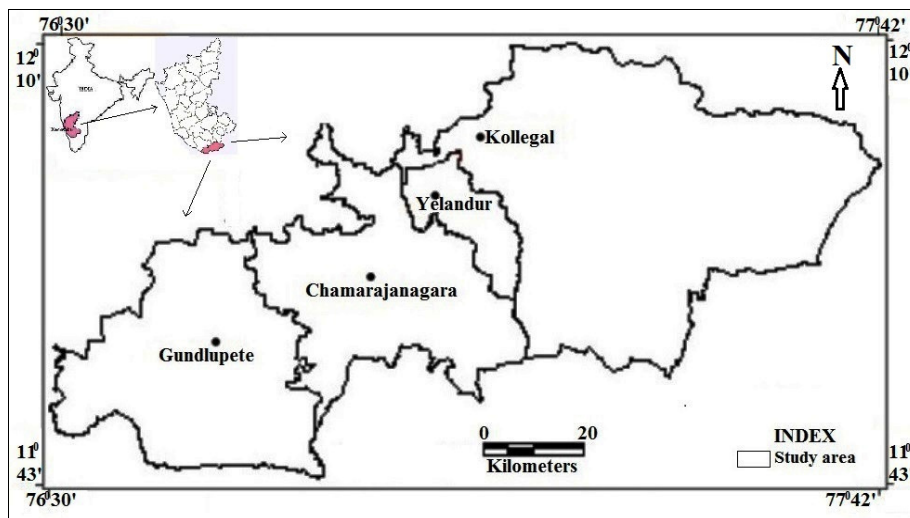 76⁰30'
77⁰42'
12⁰
10'
12⁰
10'
N
INDIA
Kollegal
Yelandur
Chamarajanagara
Gundlupete
0 20
Kilometers
INDEX
Study area
11⁰
43'
11⁰
43'
76⁰30'
77⁰42'